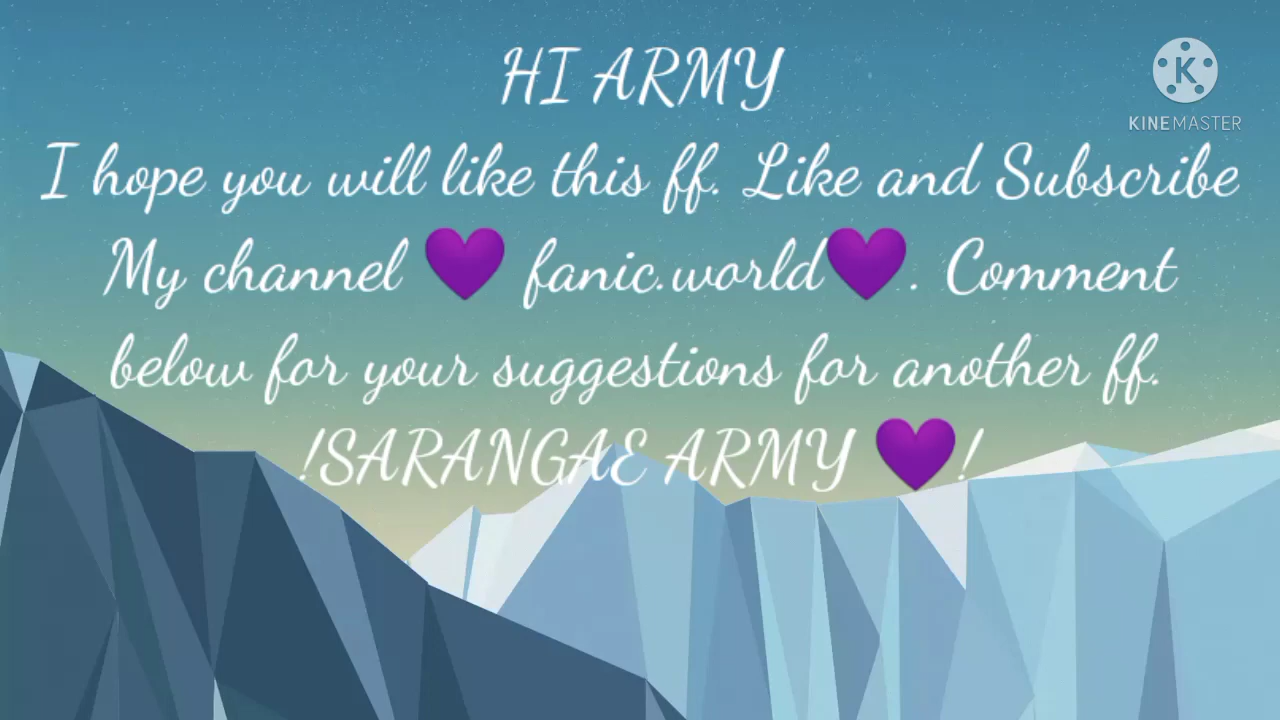 HI ARMY
K
KINEMASTER
I hope you will like this ff. Like and Subscribe
My channel 💜 fanic.world💜. Comment
below for your suggestions for another ff.
!SARANGAE ARMY 💜!